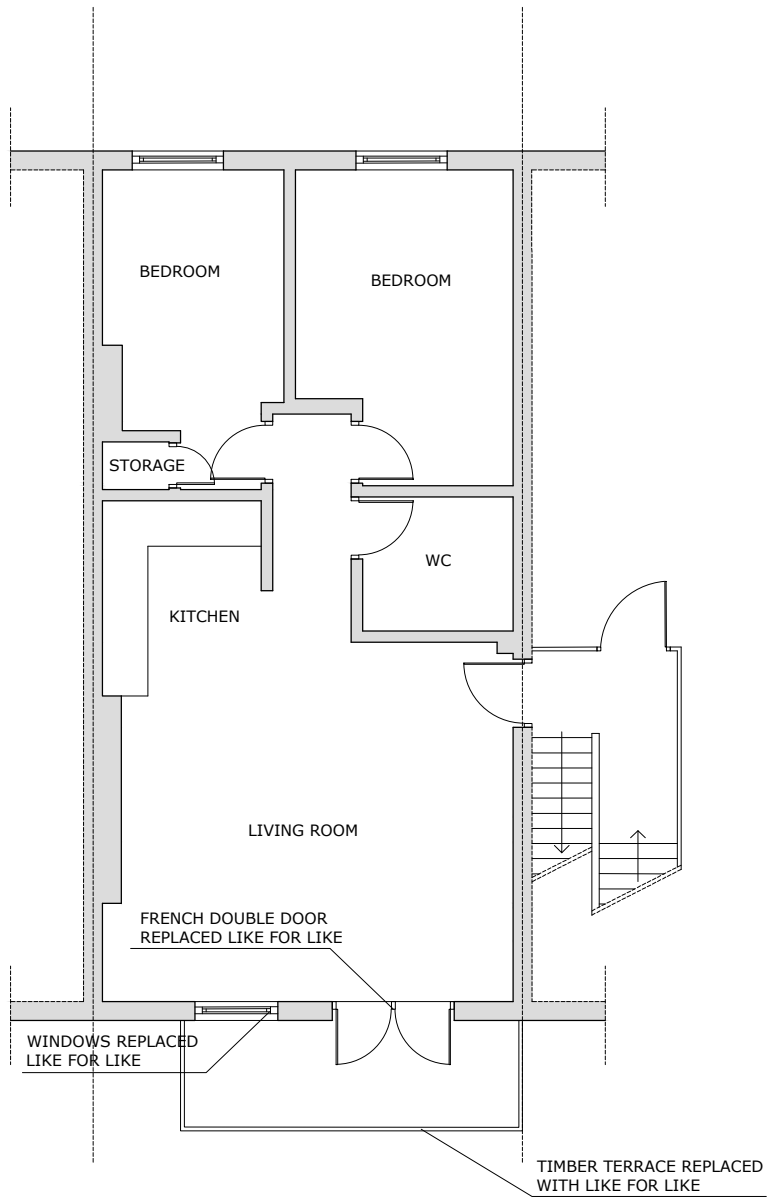 BEDROOM
BEDROOM
STORAGE
WC
KITCHEN
LIVING ROOM
FRENCH DOUBLE DOOR
REPLACED LIKE FOR LIKE
WINDOWS REPLACED
LIKE FOR LIKE
TIMBER TERRACE REPLACED
WITH LIKE FOR LIKE